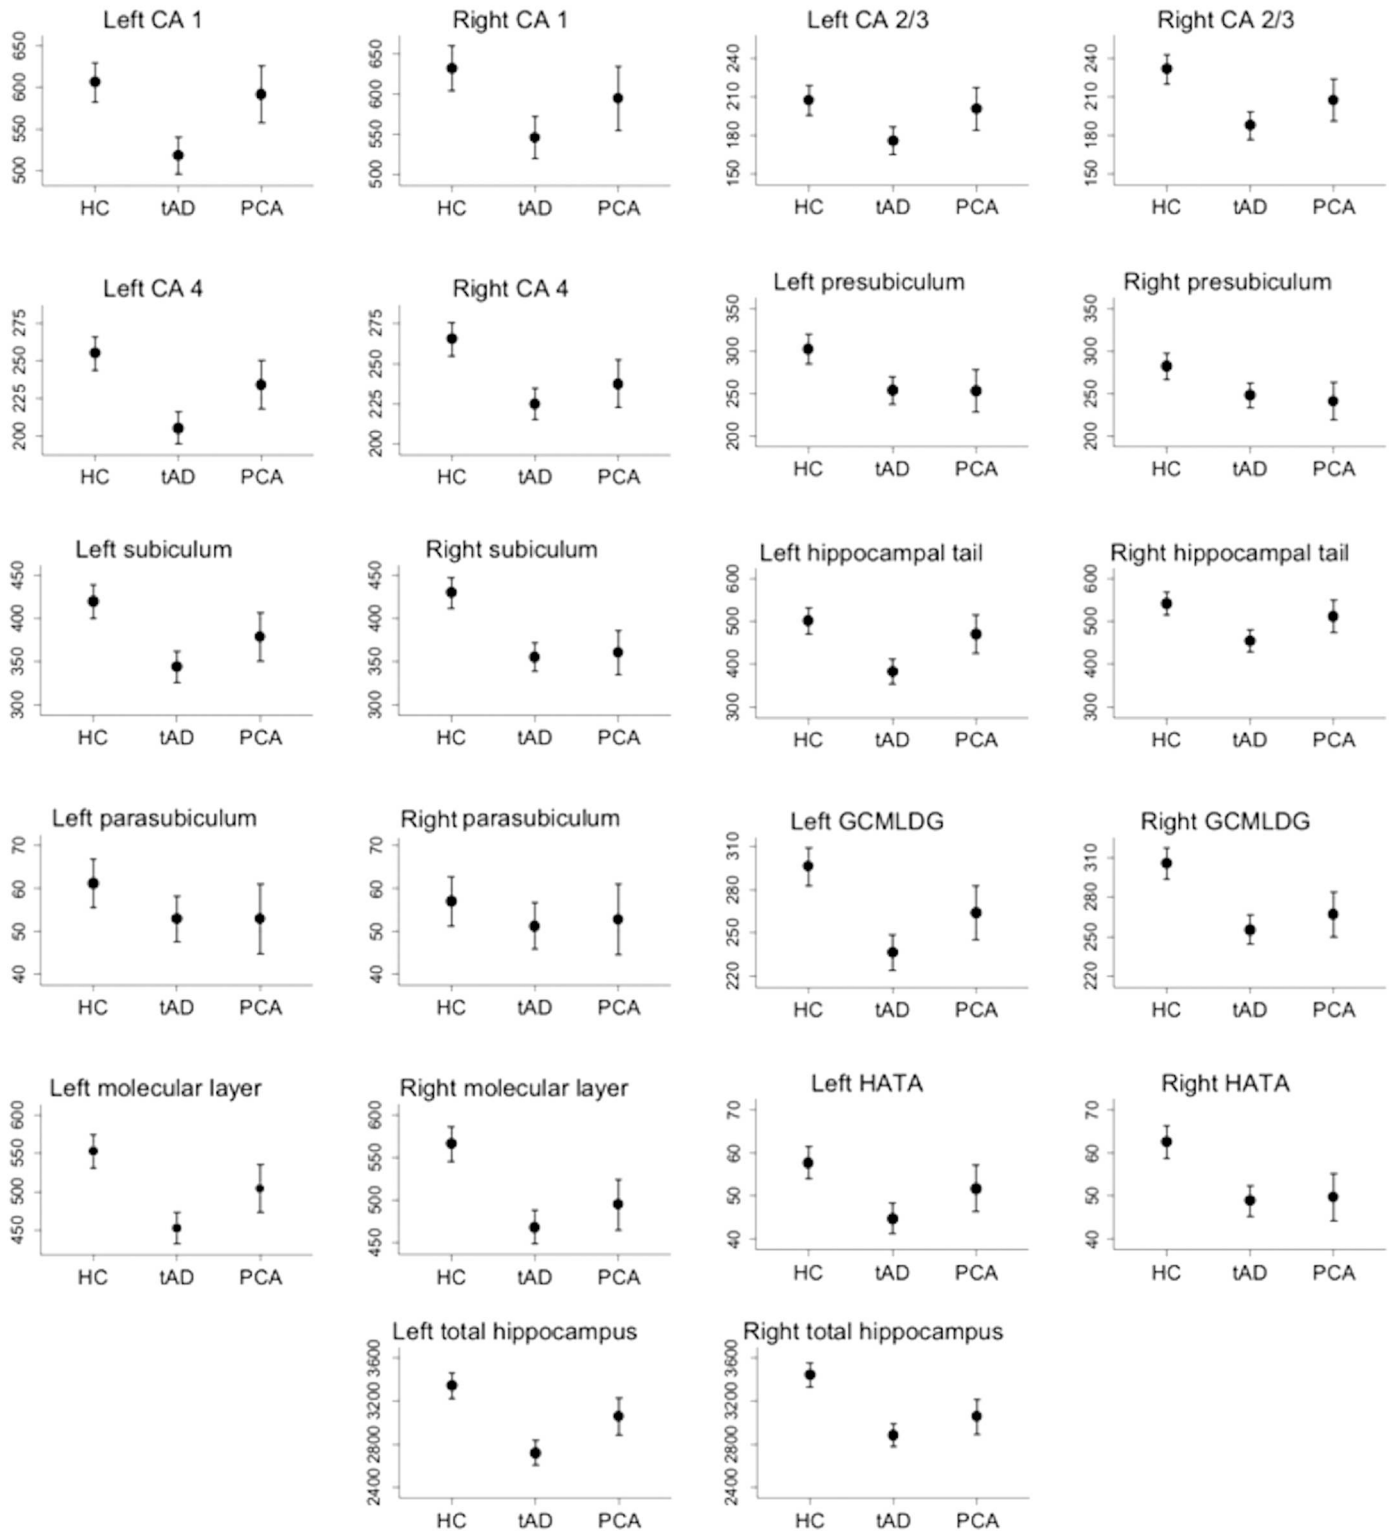 Left CA 1
650
600
550
500
HC tAD PCA
Right CA 1
650
600
550
500
HC tAD PCA
Left CA 2/3
240
210
180
150
HC tAD PCA
Right CA 2/3
240
210
180
150
HC tAD PCA
Left CA 4
275
250
225
200
HC tAD PCA
Right CA 4
275
250
225
200
HC tAD PCA
Left presubiculum
350
300
250
200
HC tAD PCA
Right presubiculum
350
300
250
200
HC tAD PCA
Left subiculum
450
400
350
300
HC tAD PCA
Right subiculum
450
400
350
300
HC tAD PCA
Left hippocampal tail
600
500
400
300
HC tAD PCA
Right hippocampal tail
600
500
400
300
HC tAD PCA
Left parasubiculum
70
60
50
40
HC tAD PCA
Right parasubiculum
70
60
50
40
HC tAD PCA
Left GCMLDG
310
280
250
220
HC tAD PCA
Right GCMLDG
310
280
250
220
HC tAD PCA
Left molecular layer
600
550
500
450
HC tAD PCA
Right molecular layer
600
550
500
450
HC tAD PCA
Left HATA
70
60
50
40
HC tAD PCA
Right HATA
70
60
50
40
HC tAD PCA
Left total hippocampus
3600
3200
2800
2400
HC tAD PCA
Right total hippocampus
3600
3200
2800
2400
HC tAD PCA